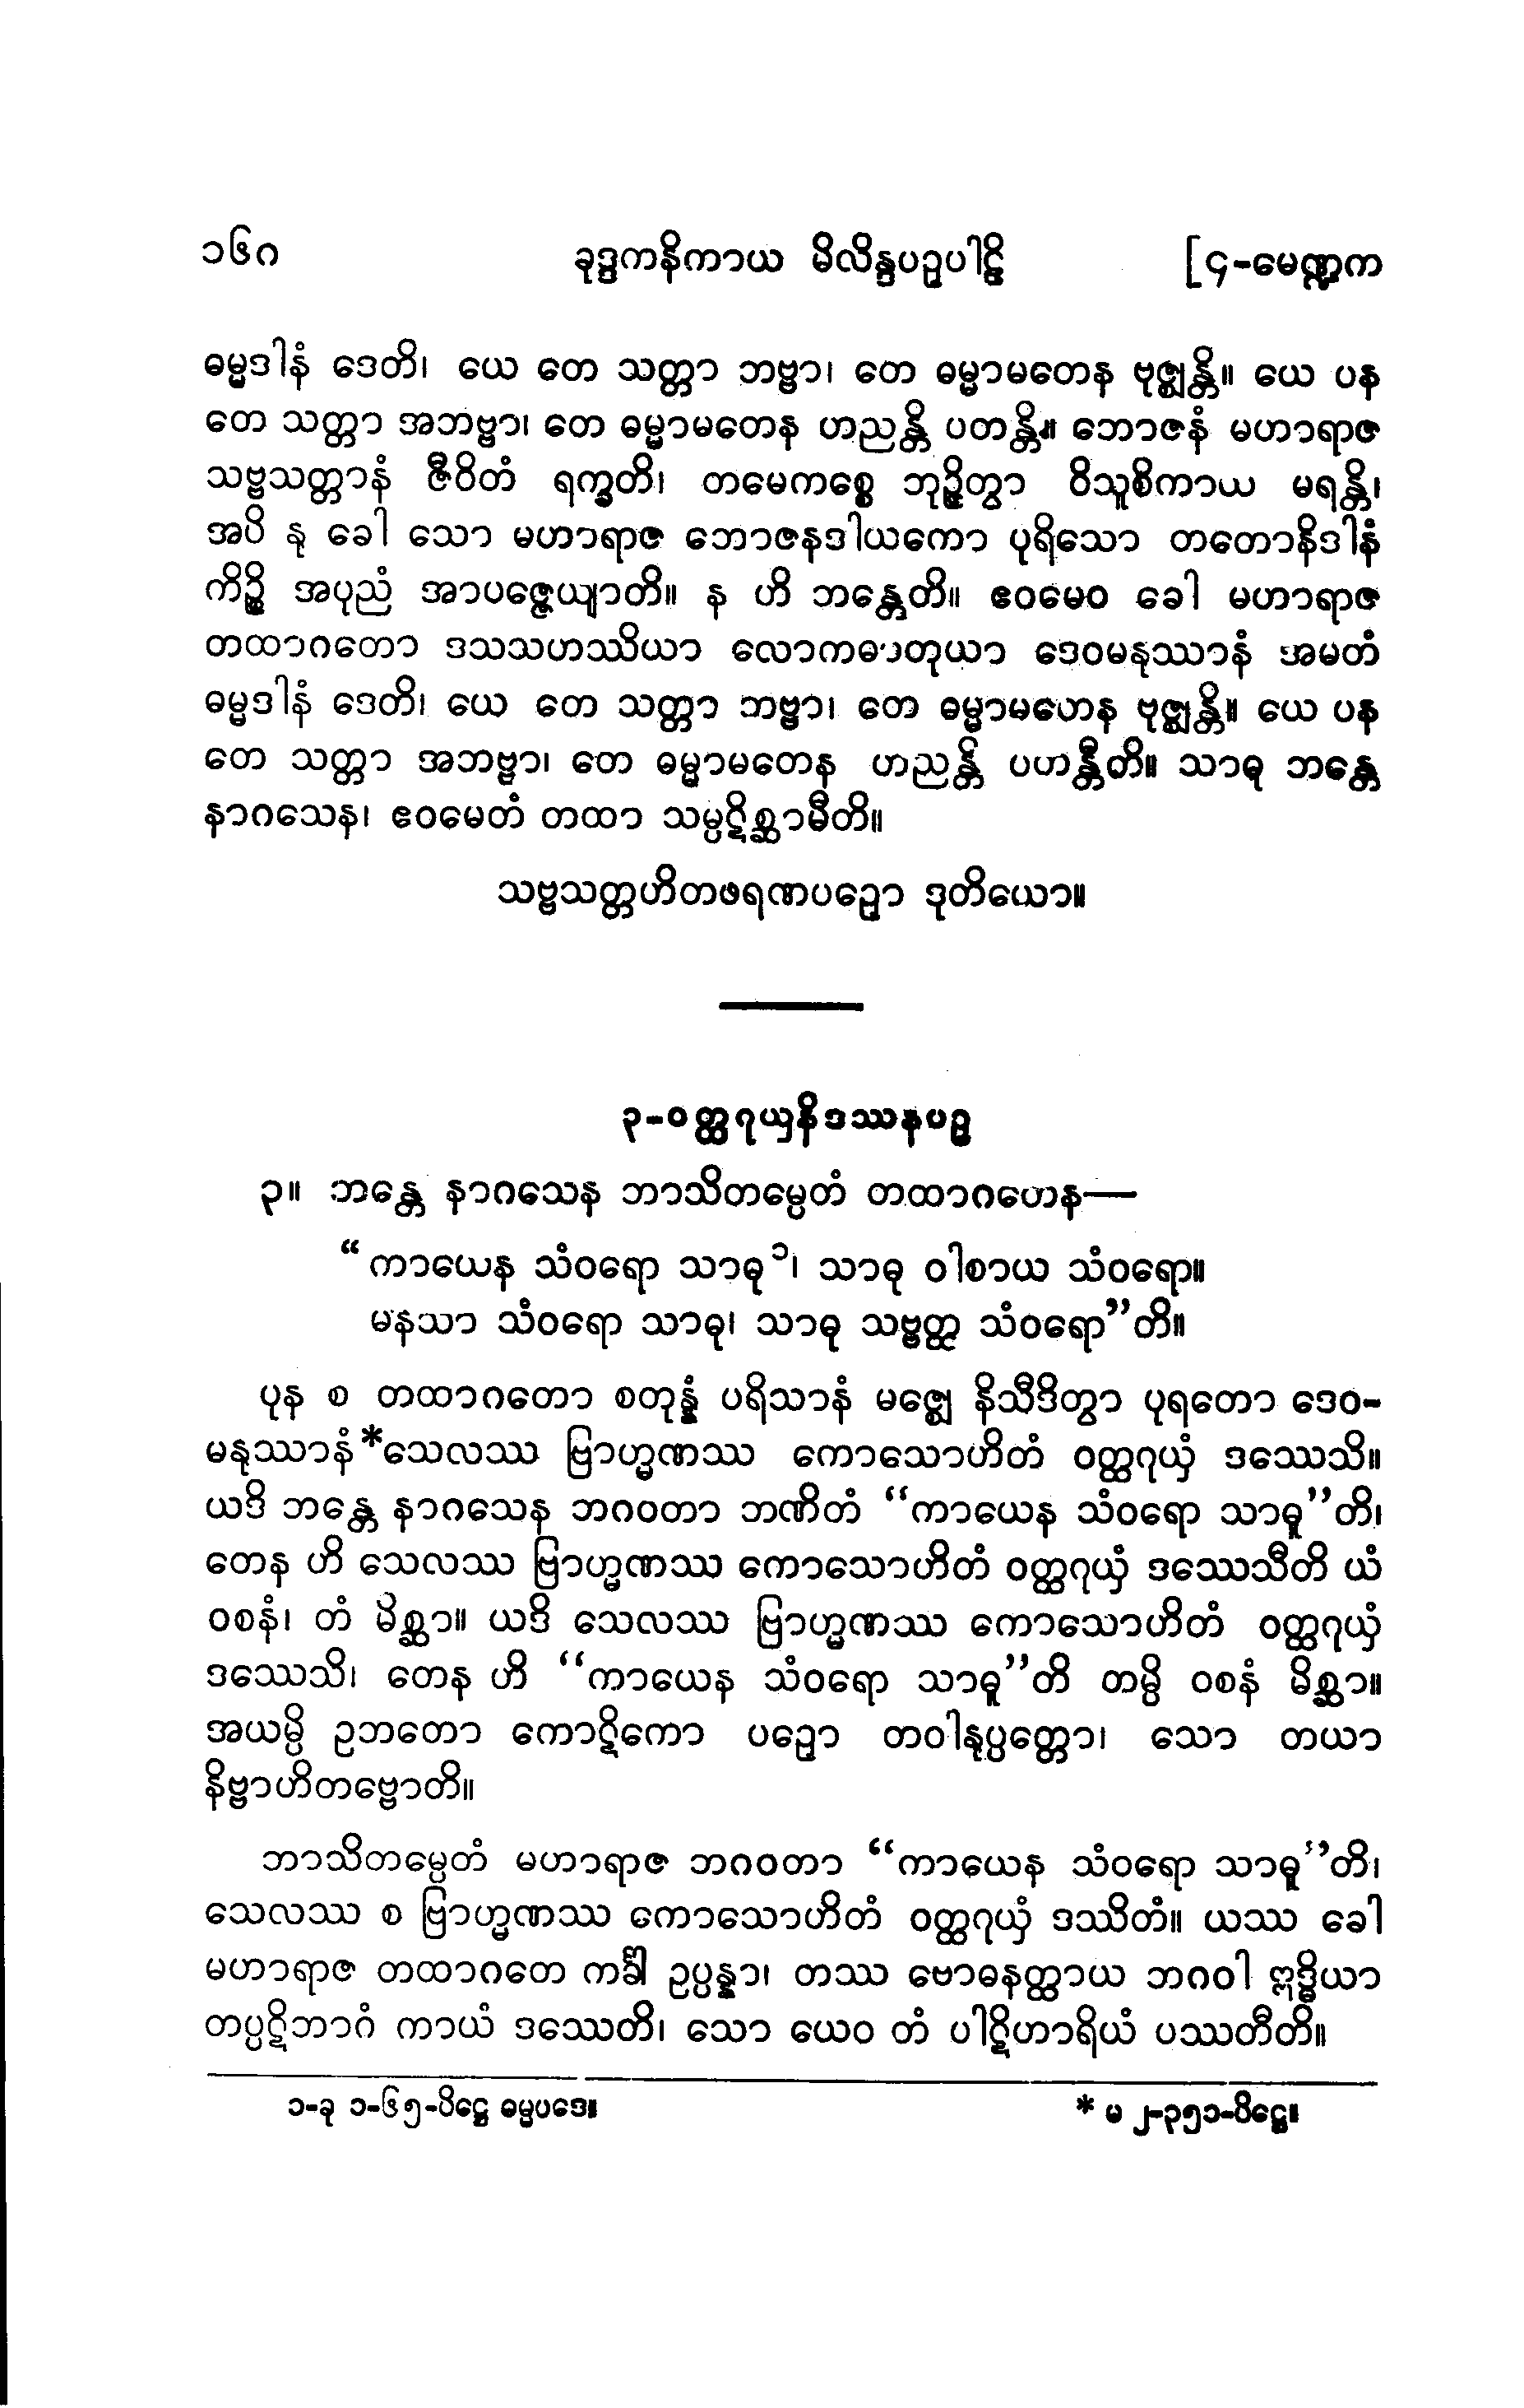 ၁၆ဂ ခုဒ္ဒကနိကာယ မိလိန္ဒပဉှပါဠိ [၄-မေဏ္ဍက
ဓမ္မဒါနံ ဒေတိ၊ ယေ တေ သတ္တာ ဘဗ္ဗာ၊ တေ ဓမ္မာမတေန ဗုဇ္ဈန္တိ။ ယေ ပန
တေ သတ္တာ အဘဗ္ဗာ၊ တေ ဓမ္မာမတေန ဟညန္တိ ပတန္တိ။ ဘောဇနံ မဟာရာဇ
သဗ္ဗသတ္တာနံ ဇီဝိတံ ရက္ခတိ၊ တမေကစ္စေ ဘုဉ္ဇိတွာ ဝိသူစိကာယ မရန္တိ၊
အပိ နု ခေါ သော မဟာရာဇ ဘောဇနဒါယကော ပုရိသော တတောနိဒါနံ
ကိဉ္စိ အပုညံ အာပဇ္ဇေယျာတိ။ န ဟိ ဘန္တေတိ။ ဧဝမေဝ ခေါ မဟာရာဇ
တထာဂတော ဒသသဟဿိယာ လောကဓာတုယာ ဒေဝမနုဿာနံ အမတံ
ဓမ္မဒါနံ ဒေတိ၊ ယေ တေ သတ္တာ ဘဗ္ဗာ၊ တေ ဓမ္မာမတေန ဗုဇ္ဈန္တိ။ ယေ ပန
တေ သတ္တာ အဘဗ္ဗာ၊ တေ ဓမ္မာမတေန ဟညန္တိ ပတန္တီတိ။ သာဓု ဘန္တေ
နာဂသေန၊ ဧဝမေတံ တထာ သမ္ပဋိစ္ဆာမီတိ။
သဗ္ဗသတ္တဟိတဖရဏပဉှော ဒုတိယော။
၃-ဝတ္ထဂုယှနိဒဿနပဉှ
၃။ ဘန္တေ နာဂသေန ဘာသိတမ္ပေတံ တထာဂတေန—
“ကာယေန သံဝရော သာဓု၁၊ သာဓု ဝါစာယ သံဝရော။
မနသာ သံဝရော သာဓု၊ သာဓု သဗ္ဗတ္ထ သံဝရော”တိ။
ပုန စ တထာဂတော စတုန္နံ ပရိသာနံ မဇ္ဈေ နိသီဒိတွာ ပုရတော ဒေဝ-
မနုဿာနံ*သေလဿ ဗြာဟ္မဏဿ ကောသောဟိတံ ဝတ္ထဂုယှံ ဒဿေသိ။
ယဒိ ဘန္တေ နာဂသေန ဘဂဝတာ ဘဏိတံ “ကာယေန သံဝရော သာဓူ”တိ၊
တေန ဟိ သေလဿ ဗြာဟ္မဏဿ ကောသောဟိတံ ဝတ္ထဂုယှံ ဒဿေသီတိ ယံ
ဝစနံ၊ တံ မိစ္ဆာ။ ယဒိ သေလဿ ဗြာဟ္မဏဿ ကောသောဟိတံ ဝတ္ထဂုယှံ
ဒဿေသိ၊ တေန ဟိ “ကာယေန သံဝရော သာဓူ”တိ တမ္ပိ ဝစနံ မိစ္ဆာ။
အယမ္ပိ ဥဘတော ကောဋိကော ပဉှော တဝါနုပ္ပတ္တော၊ သော တယာ
နိဗ္ဗာဟိတဗ္ဗောတိ။
ဘာသိတမ္ပေတံ မဟာရာဇ ဘဂဝတာ “ကာယေန သံဝရော သာဓူ”တိ၊
သေလဿ စ ဗြာဟ္မဏဿ ကောသောဟိတံ ဝတ္ထဂုယှံ ဒဿိတံ။ ယဿ ခေါ
မဟာရာဇ တထာဂတေ ကင်္ခါ ဥပ္ပန္နာ၊ တဿ ဗောဓနတ္ထာယ ဘဂဝါ ဣဒ္ဓိယာ
တပ္ပဋိဘာဂံ ကာယံ ဒဿေတိ၊ သော ယေဝ တံ ပါဋိဟာရိယံ ပဿတီတိ။
၁-ခု ၁-၆၅-ပိဋ္ဌေ ဓမ္မပဒေ။ * မ ၂-၃၅၁-ပိဋ္ဌေ။